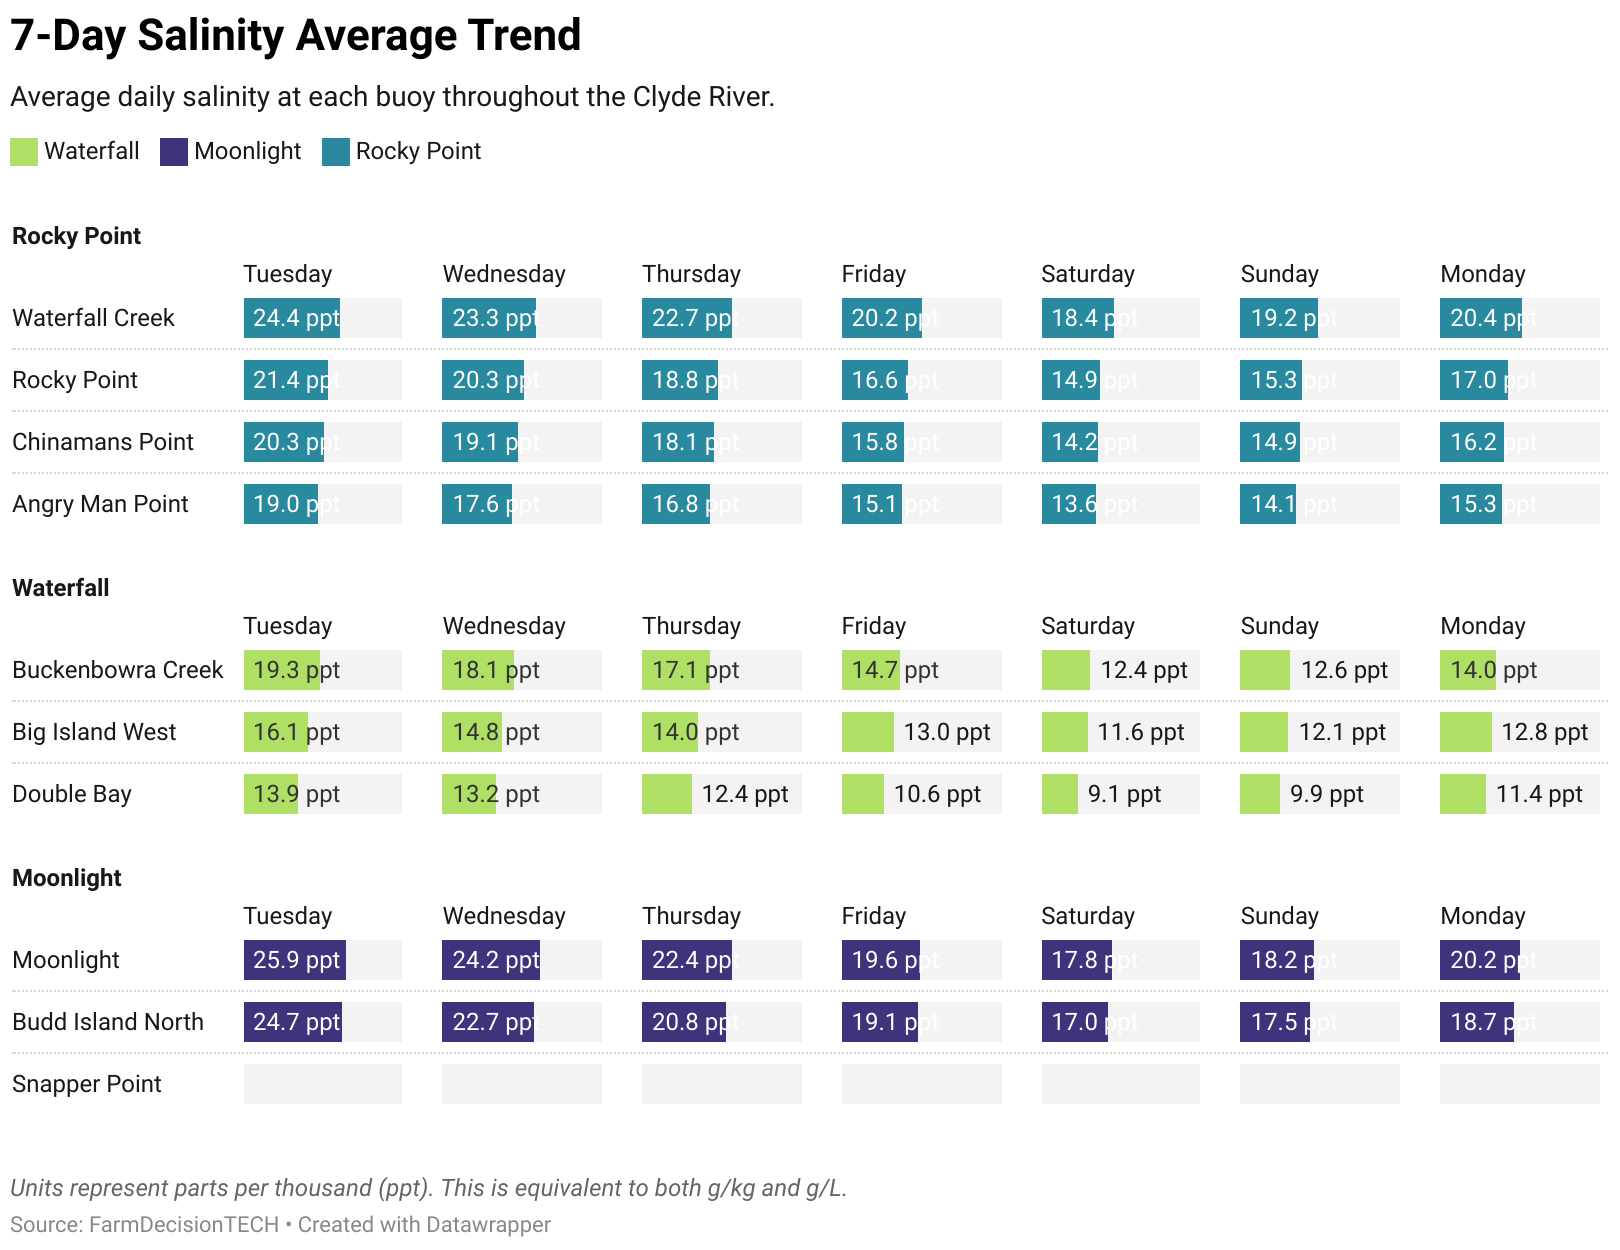 7-Day Salinity Average Trend
Average daily salinity at each buoy throughout the Clyde River.
Waterfall Moonlight Rocky Point
Rocky Point
Tuesday Wednesday Thursday Friday Saturday Sunday Monday
Waterfall Creek 24.4 ppt 23.3 ppt 22.7 ppt 20.2 ppt 18.4 ppt 19.2 ppt 20.4 ppt
Rocky Point 21.4 ppt 20.3 ppt 18.8 ppt 16.6 ppt 14.9 ppt 15.3 ppt 17.0 ppt
Chinamans Point 20.3 ppt 19.1 ppt 18.1 ppt 15.8 ppt 14.2 ppt 14.9 ppt 16.2 ppt
Angry Man Point 19.0 ppt 17.6 ppt 16.8 ppt 15.1 ppt 13.6 ppt 14.1 ppt 15.3 ppt
Waterfall
Tuesday Wednesday Thursday Friday Saturday Sunday Monday
Buckenbowra Creek 19.3 ppt 18.1 ppt 17.1 ppt 14.7 ppt 12.4 ppt 12.6 ppt 14.0 ppt
Big Island West 16.1 ppt 14.8 ppt 14.0 ppt 13.0 ppt 11.6 ppt 12.1 ppt 12.8 ppt
Double Bay 13.9 ppt 13.2 ppt 12.4 ppt 10.6 ppt 9.1 ppt 9.9 ppt 11.4 ppt
Moonlight
Tuesday Wednesday Thursday Friday Saturday Sunday Monday
Moonlight 25.9 ppt 24.2 ppt 22.4 ppt 19.6 ppt 17.8 ppt 18.2 ppt 20.2 ppt
Budd Island North 24.7 ppt 22.7 ppt 20.8 ppt 19.1 ppt 17.0 ppt 17.5 ppt 18.7 ppt
Snapper Point
Units represent parts per thousand (ppt). This is equivalent to both g/kg and g/L.
Source: FarmDecisionTECH • Created with Datawrapper